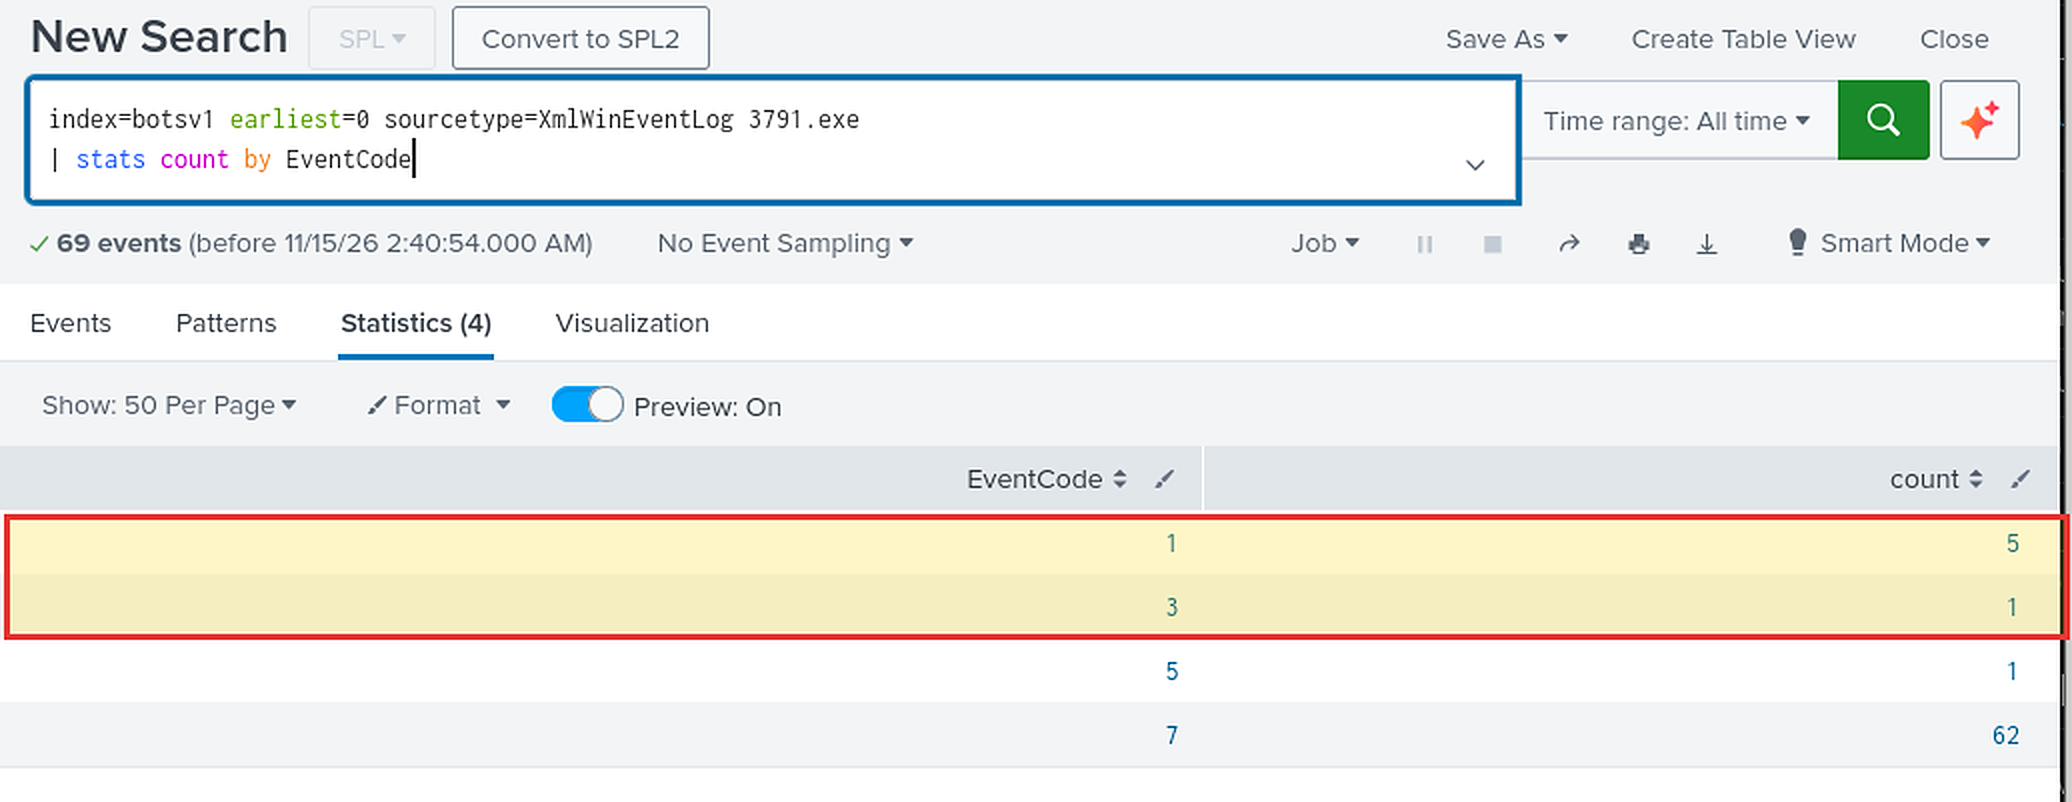 New Search SPL Convert to SPL2 Save As Create Table View Close
index=botsv1 earliest=0 sourcetype=XmlWinEventLog 3791.exe
| stats count by EventCode
Time range: All time
69 events (before 11/15/26 2:40:54.000 AM) No Event Sampling Job Smart Mode
Events Patterns Statistics (4) Visualization
Show: 50 Per Page Format Preview: On
EventCode count
1 5
3 1
5 1
7 62